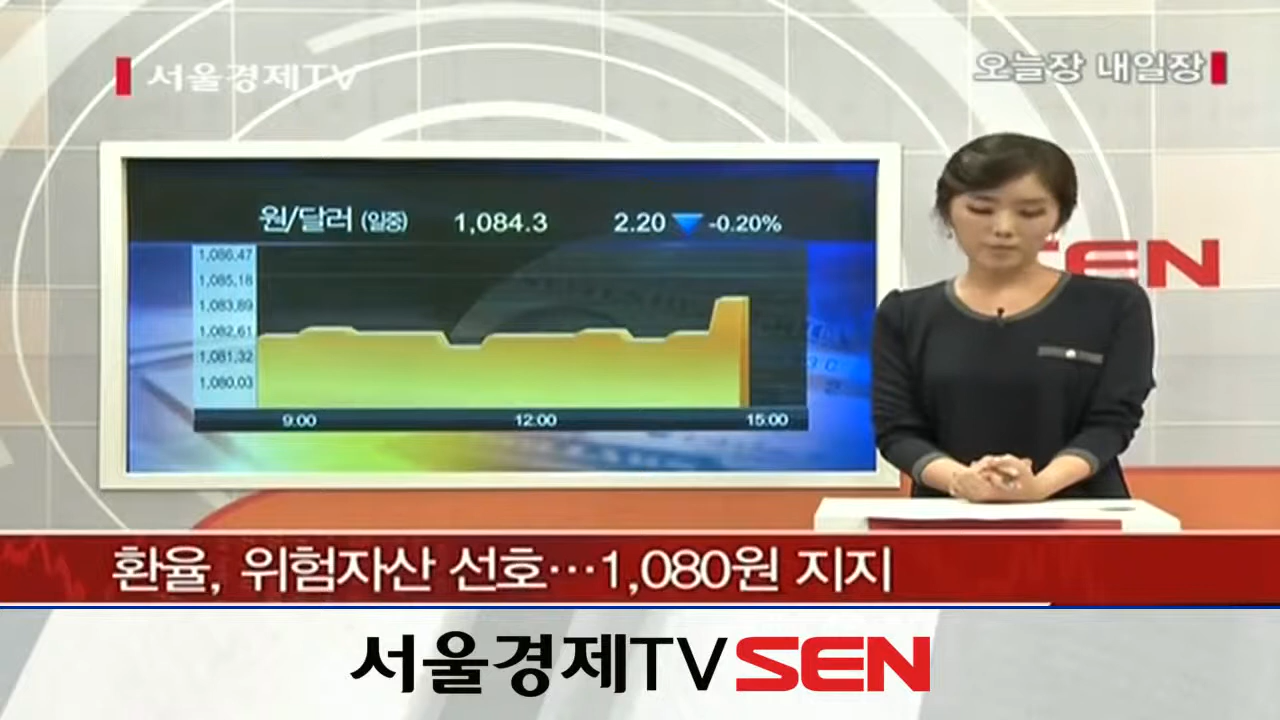 서울경제TV
오늘장 내일장
원/달러 (일중) 1,084.3 2.20 ▼ -0.20%
1,086.47
1,085.18
1,083.89
1,082.61
1,081.32
1,080.03
9:00 12:00 15:00
SEN
환율, 위험자산 선호…1,080원 지지
서울경제TV SEN